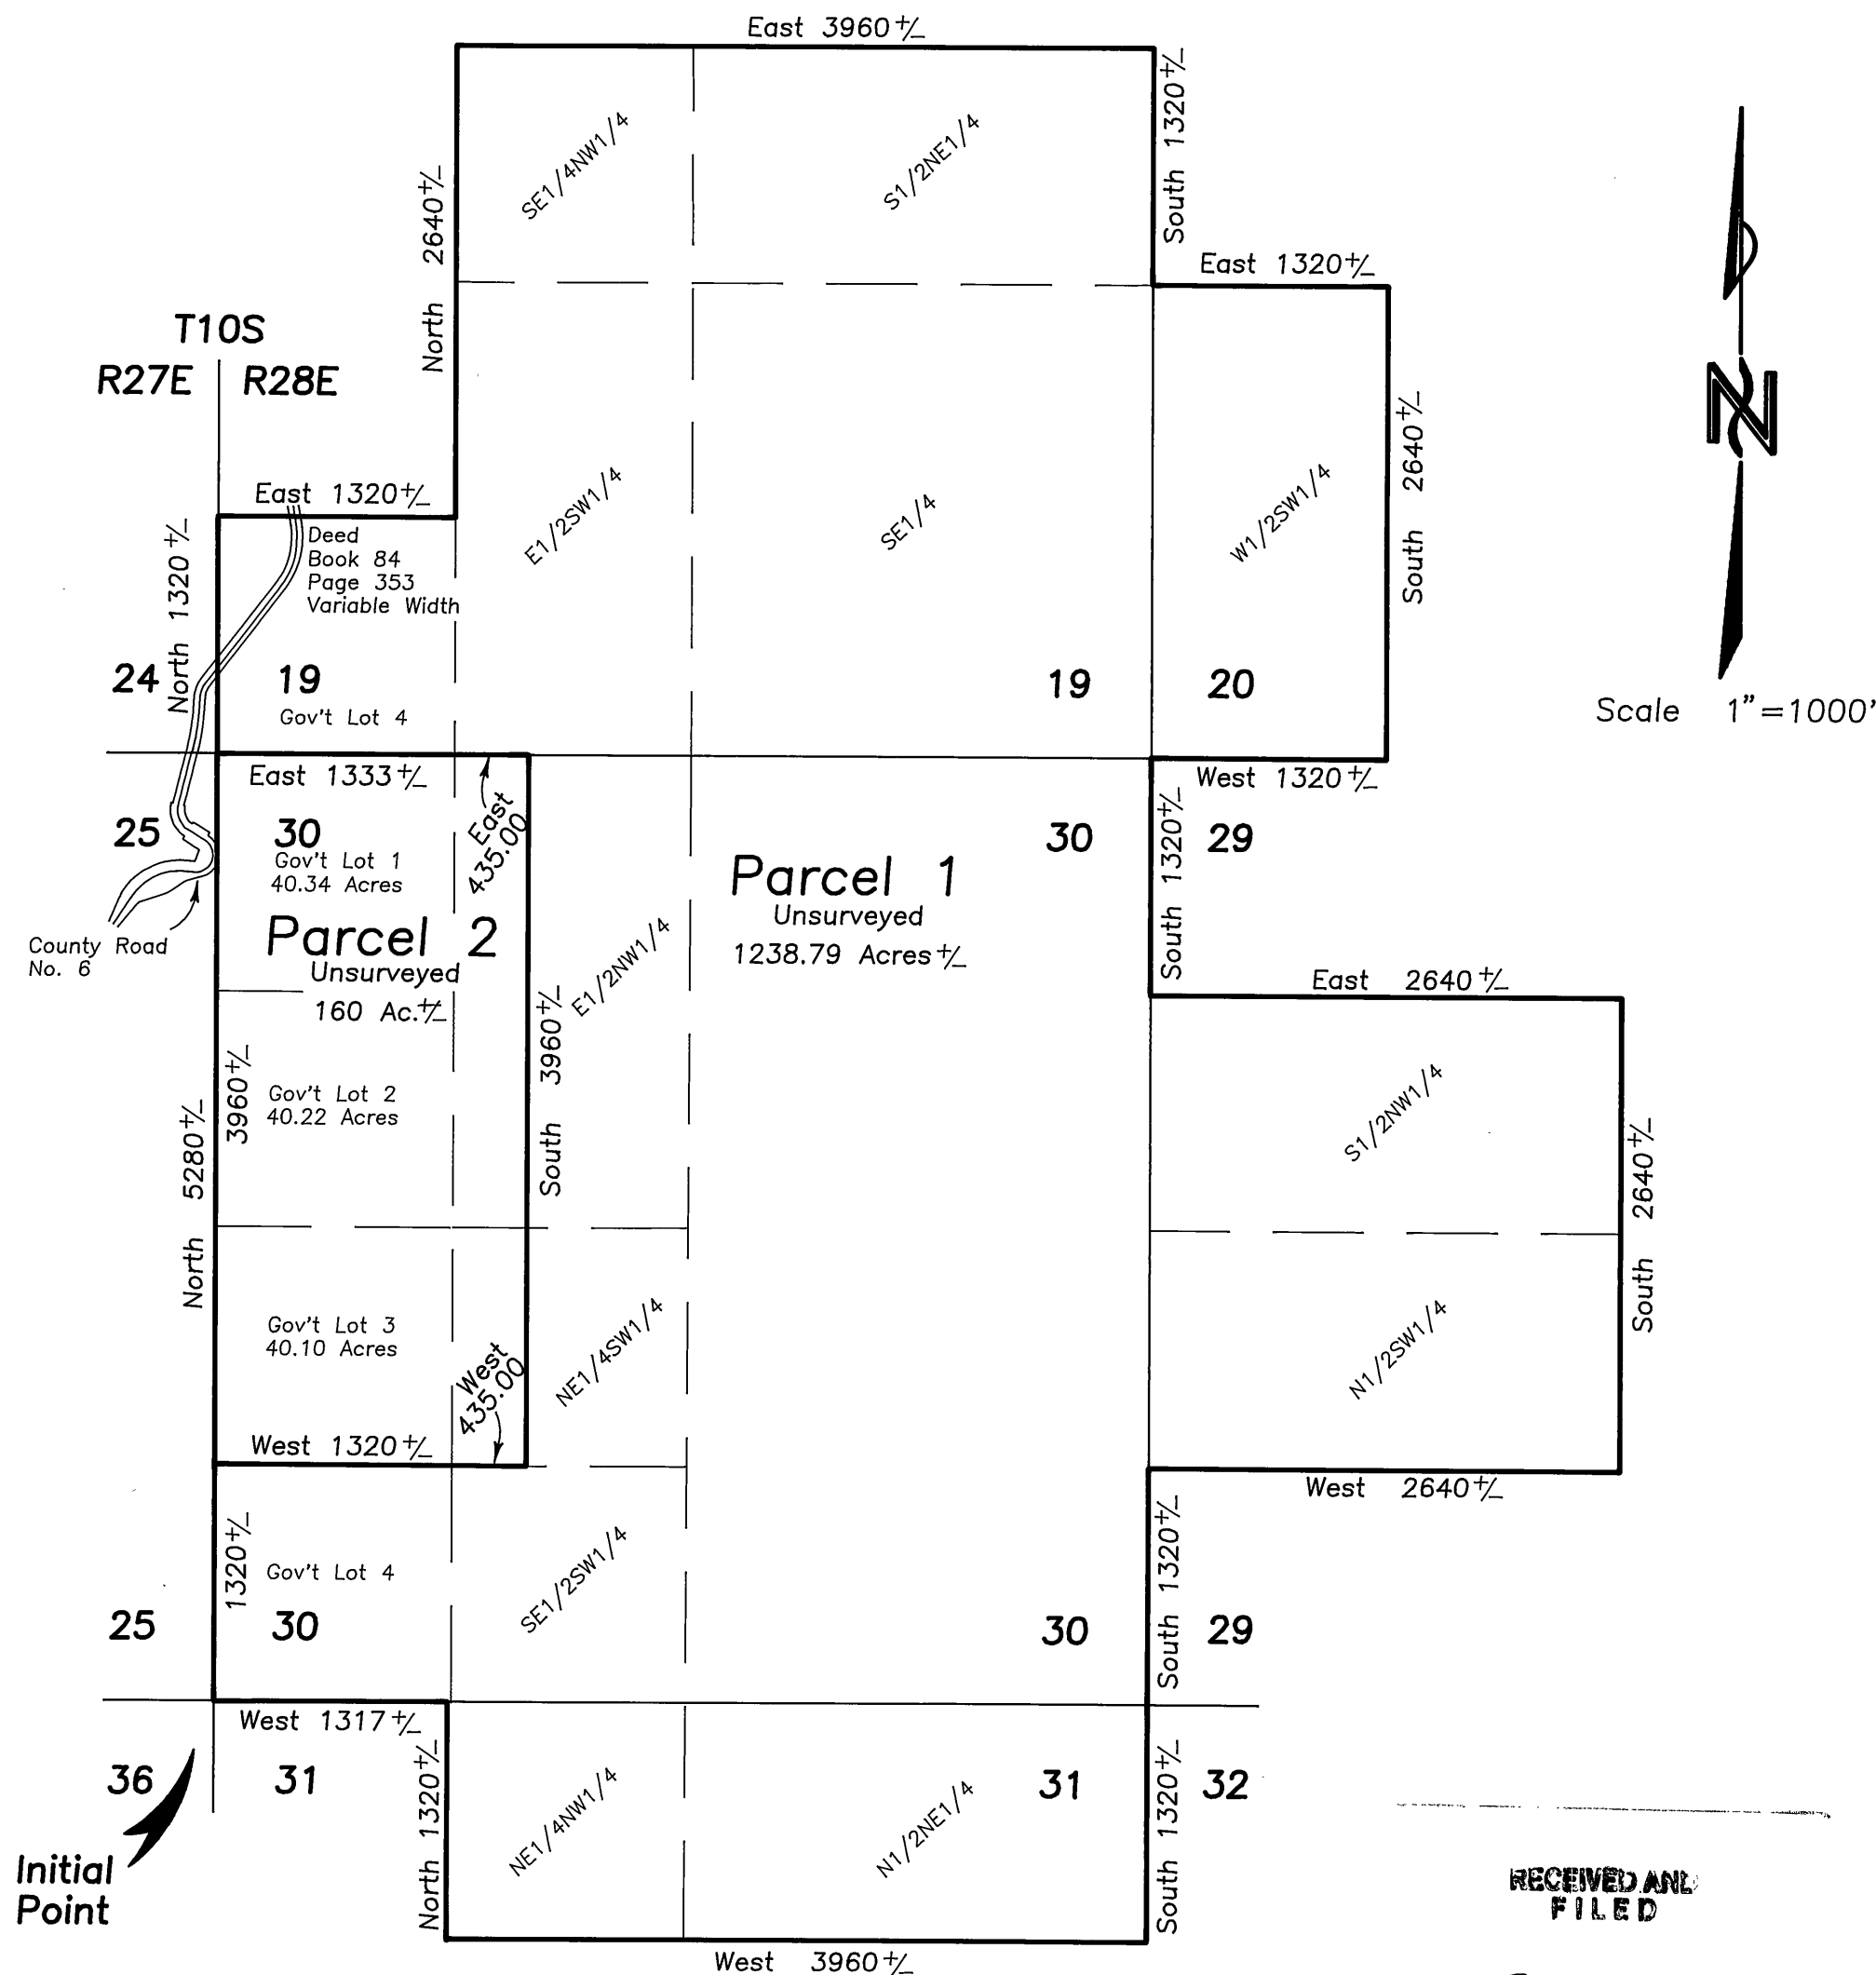 East 3960+/-
South 1320+/-
SE1/4NW1/4
S1/2NE1/4
North 2640+/-
East 1320+/-
T10S
R27E R28E
East 1320+/-
Deed
Book 84
Page 353
Variable Width
North 1320+/-
E1/2SW1/4
SE1/4
W1/2SW1/4
South 2640+/-
N
Scale 1"=1000'
24
19
Gov't Lot 4
19
20
East 1333+/-
East
435.00
West 1320+/-
25
30
Gov't Lot 1
40.34 Acres
30
29
South 1320+/-
Parcel 1
Unsurveyed
1238.79 Acres+/-
Parcel 2
Unsurveyed
160 Ac.+/-
County Road
No. 6
E1/2NW1/4
East 2640+/-
3960+/-
South 3960+/-
Gov't Lot 2
40.22 Acres
North 5280+/-
S1/2NW1/4
South 2640+/-
Gov't Lot 3
40.10 Acres
NE1/4SW1/4
N1/2SW1/4
West
435.00
West 1320+/-
West 2640+/-
1320+/-
Gov't Lot 4
SE1/2SW1/4
South 1320+/-
25
30
30
29
West 1317+/-
36
31
North 1320+/-
NE1/4NW1/4
N1/2NE1/4
31
South 1320+/-
32
Initial
Point
West 3960+/-
RECEIVED AND
FILED